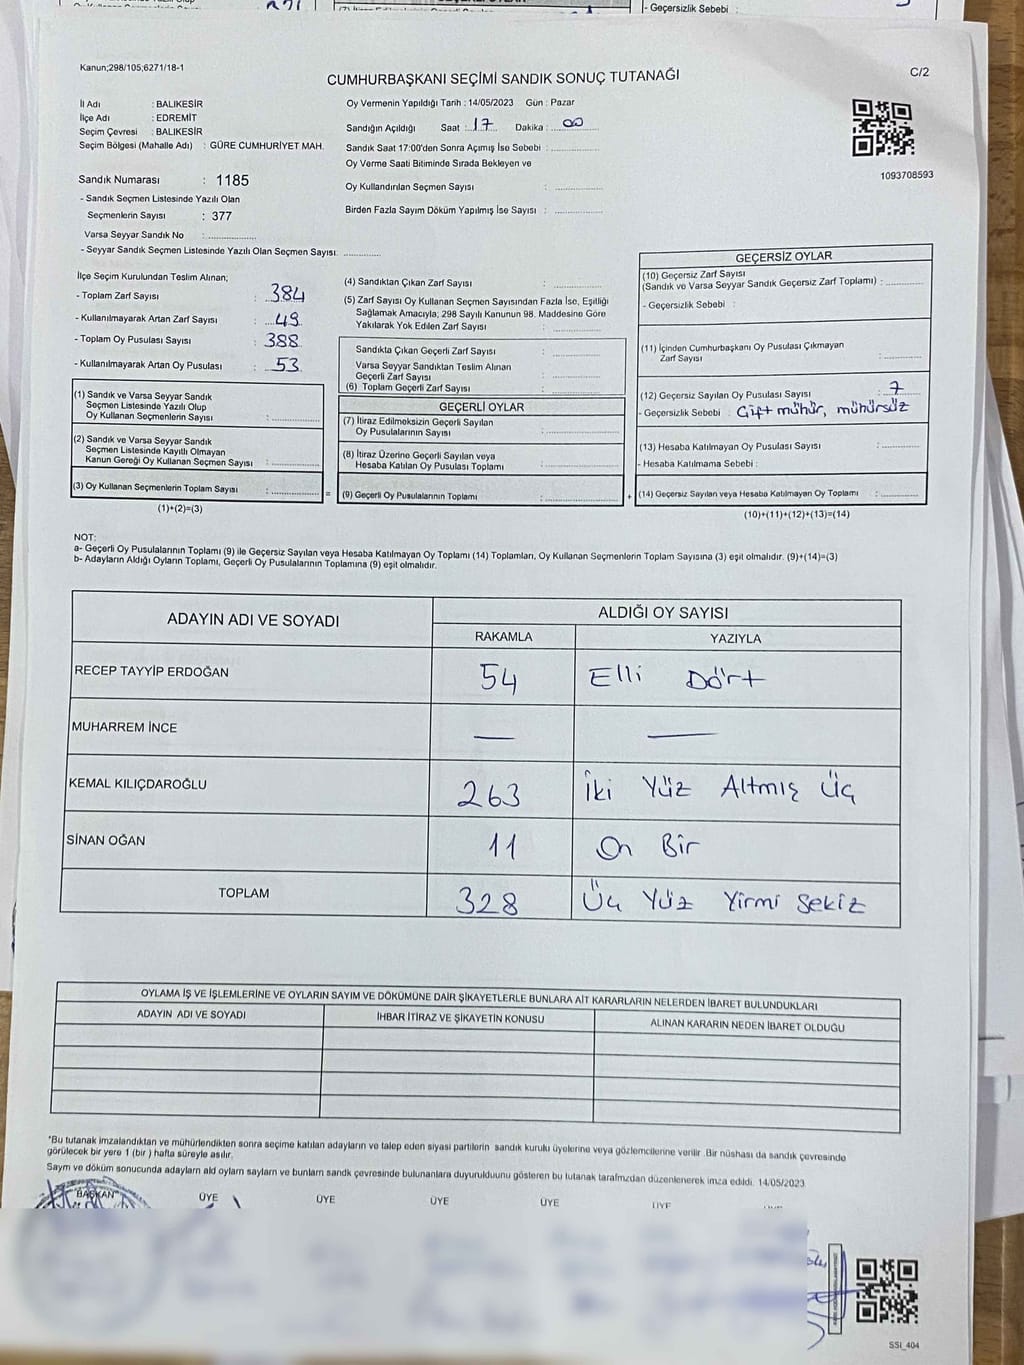 - Geçersizlik Sebebi :
Kanun;298/105;6271/18-1
CUMHURBAŞKANI SEÇİMİ SANDIK SONUÇ TUTANAĞI
C/2
İl Adı : BALIKESİR
İlçe Adı : EDREMİT
Seçim Çevresi : BALIKESİR
Seçim Bölgesi (Mahalle Adı) : GÜRE CUMHURİYET MAH.
Oy Vermenin Yapıldığı Tarih : 14/05/2023 Gün : Pazar
Sandığın Açıldığı Saat : 17 Dakika : 00
Sandık Saat 17:00'den Sonra Açımış İse Sebebi :
Oy Verme Saati Bitiminde Sırada Bekleyen ve
Oy Kullandırılan Seçmen Sayısı :
Birden Fazla Sayım Döküm Yapılmış İse Sayısı :
1093708593
Sandık Numarası : 1185
- Sandık Seçmen Listesinde Yazılı Olan
Seçmenlerin Sayısı : 377
Varsa Seyyar Sandık No :
- Seyyar Sandık Seçmen Listesinde Yazılı Olan Seçmen Sayısı:
İlçe Seçim Kurulundan Teslim Alınan;
- Toplam Zarf Sayısı : 384
- Kullanılmayarak Artan Zarf Sayısı : 49
- Toplam Oy Pusulası Sayısı : 388
- Kullanılmayarak Artan Oy Pusulası : 53
(1) Sandık ve Varsa Seyyar Sandık
Seçmen Listesinde Yazılı Olup
Oy Kullanan Seçmenlerin Sayısı :
(2) Sandık ve Varsa Seyyar Sandık
Seçmen Listesinde Kayıtlı Olmayan
Kanun Gereği Oy Kullanan Seçmen Sayısı :
(3) Oy Kullanan Seçmenlerin Toplam Sayısı :
(1)+(2)=(3)
=
(4) Sandıktan Çıkan Zarf Sayısı :
(5) Zarf Sayısı Oy Kullanan Seçmen Sayısından Fazla İse, Eşitliği
Sağlamak Amacıyla; 298 Sayılı Kanunun 98. Maddesine Göre
Yakılarak Yok Edilen Zarf Sayısı :
Sandıkta Çıkan Geçerli Zarf Sayısı :
Varsa Seyyar Sandıktan Teslim Alınan
Geçerli Zarf Sayısı :
(6) Toplam Geçerli Zarf Sayısı :
GEÇERLİ OYLAR
(7) İtiraz Edilmeksizin Geçerli Sayılan
Oy Pusulalarının Sayısı :
(8) İtiraz Üzerine Geçerli Sayılan veya
Hesaba Katılan Oy Pusulası Toplamı :
(9) Geçerli Oy Pusulalarının Toplamı :
+
GEÇERSİZ OYLAR
(10) Geçersiz Zarf Sayısı
(Sandık ve Varsa Seyyar Sandık Geçersiz Zarf Toplamı) :
- Geçersizlik Sebebi :
(11) İçinden Cumhurbaşkanı Oy Pusulası Çıkmayan
Zarf Sayısı :
(12) Geçersiz Sayılan Oy Pusulası Sayısı : 7
- Geçersizlik Sebebi : Çift mühür, mühürsüz
(13) Hesaba Katılmayan Oy Pusulası Sayısı :
- Hesaba Katılmama Sebebi :
(14) Geçersiz Sayılan veya Hesaba Katılmayan Oy Toplamı :
(10)+(11)+(12)+(13)=(14)
NOT:
a- Geçerli Oy Pusulalarının Toplamı (9) ile Geçersiz Sayılan veya Hesaba Katılmayan Oy Toplamı (14) Toplamları, Oy Kullanan Seçmenlerin Toplam Sayısına (3) eşit olmalıdır. (9)+(14)=(3)
b- Adayların Aldığı Oyların Toplamı, Geçerli Oy Pusulalarının Toplamına (9) eşit olmalıdır.
ADAYIN ADI VE SOYADI
ALDIĞI OY SAYISI
RAKAMLA YAZIYLA
RECEP TAYYİP ERDOĞAN 54 Elli Dört
MUHARREM İNCE — —
KEMAL KILIÇDAROĞLU 263 İki Yüz Altmış Üç
SİNAN OĞAN 11 On Bir
TOPLAM 328 Üç Yüz Yirmi Sekiz
OYLAMA İŞ VE İŞLEMLERİNE VE OYLARIN SAYIM VE DÖKÜMÜNE DAİR ŞİKAYETLERLE BUNLARA AİT KARARLARIN NELERDEN İBARET BULUNDUKLARI
ADAYIN ADI VE SOYADI İHBAR İTİRAZ VE ŞİKAYETİN KONUSU ALINAN KARARIN NEDEN İBARET OLDUĞU
*Bu tutanak imzalandıktan ve mühürlendikten sonra seçime katılan adayların ve talep eden siyasi partilerin sandık kurulu üyelerine veya gözlemcilerine verilir .Bir nüshası da sandık çevresinde
görülecek bir yere 1 (bir ) hafta süreyle asılır.
Saym ve döküm sonucunda adaylarn ald oylarn saylarn ve bunlarn sandk çevresinde bulunanlara duyurulduunu gösteren bu tutanak tarafmzdan düzenlenerek imza edildi. 14/05/2023
BAŞKAN ÜYE ÜYE ÜYE ÜYE ÜYE
SSI_404